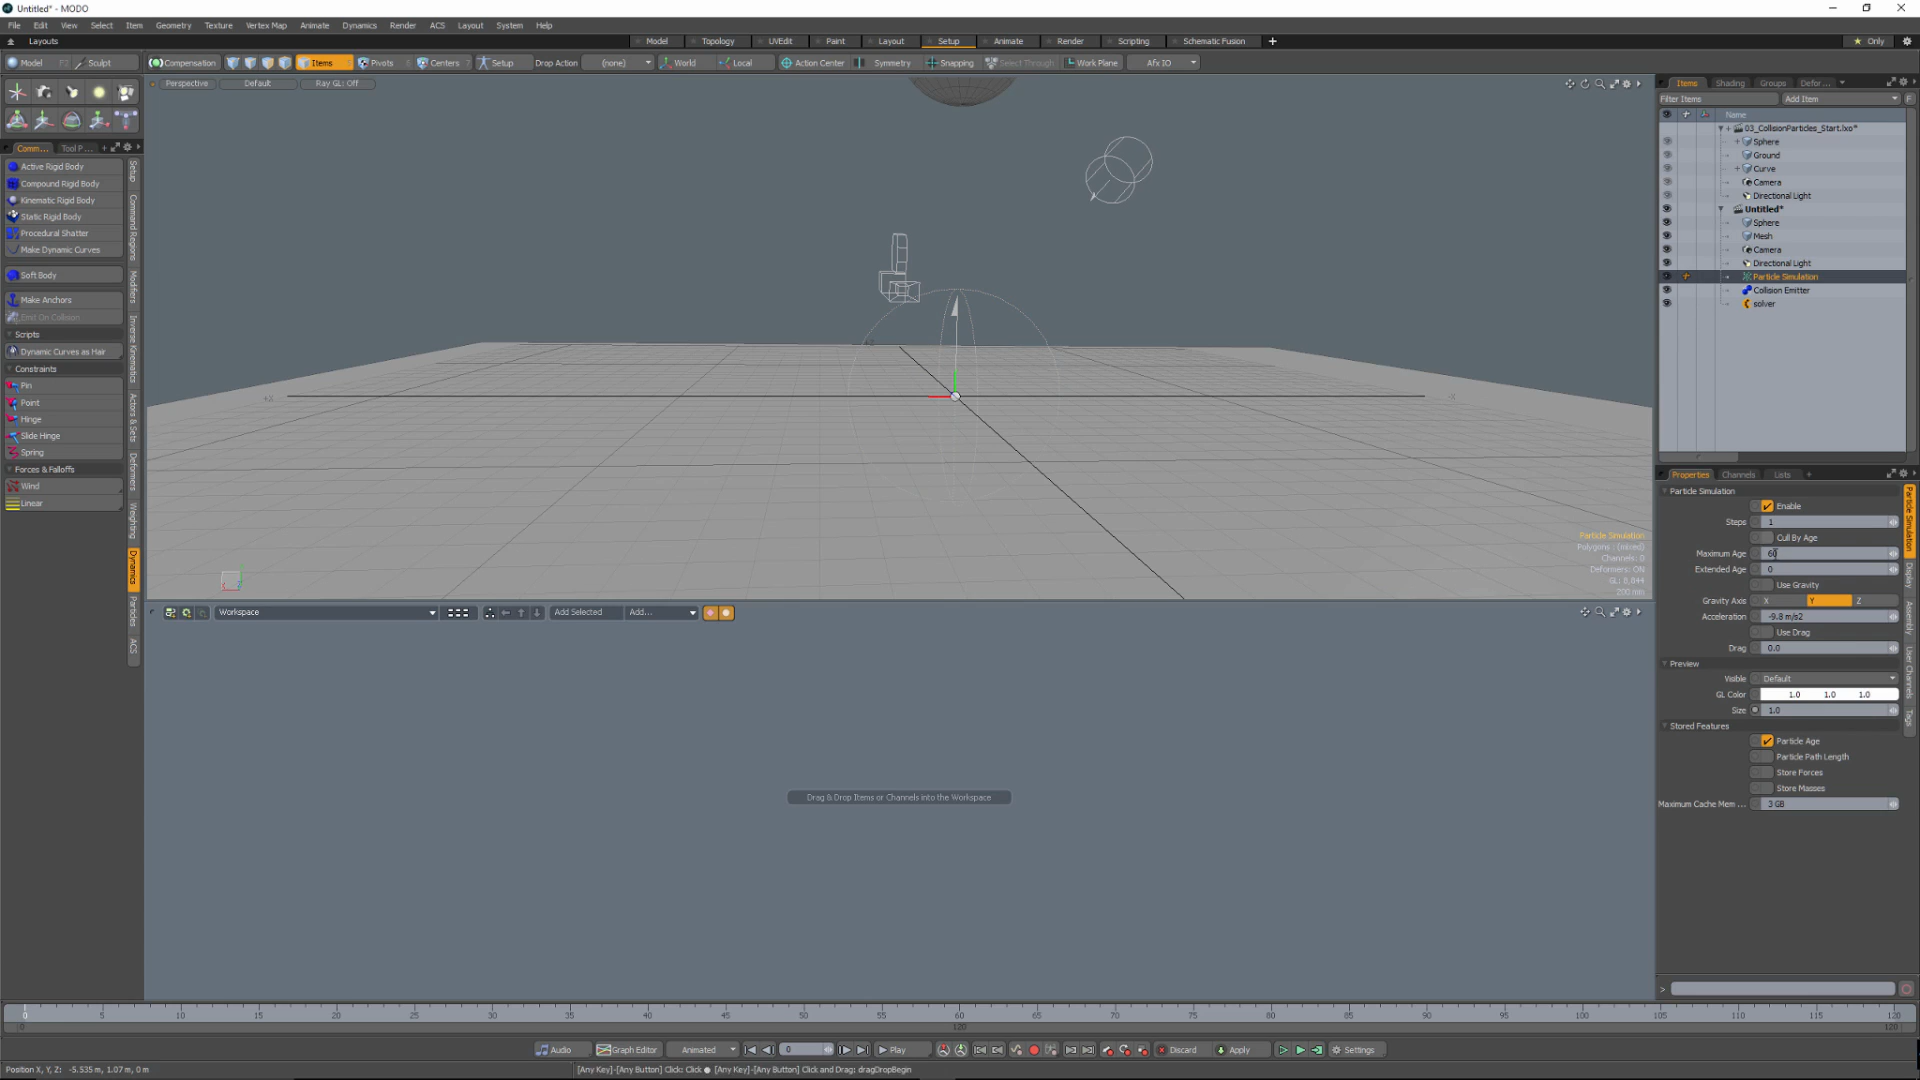 Untitled* - MODO
File Edit View Select Item Geometry Texture Vertex Map Animate Dynamics Render ACS Layout System Help
Layouts
Model Topology UVEdit Paint Layout Setup Animate Render Scripting Schematic Fusion
Only
Model F2 Sculpt Compensation Items Pivots Centers Setup Drop Action (none) World Local Action Center Symmetry Snapping Select Through Work Plane Afx IO
Perspective Default Ray GL: Off
Items Shading Groups Defor ...
Filter Items Add Item F
Name
03_CollisionParticles_Start.lxo*
Sphere
Ground
Curve
Camera
Directional Light
Untitled*
Sphere
Mesh
Camera
Directional Light
Particle Simulation
Collision Emitter
solver
Comm... Tool P...
Active Rigid Body
Compound Rigid Body
Kinematic Rigid Body
Static Rigid Body
Procedural Shatter
Make Dynamic Curves
Soft Body
Make Anchors
Emit On Collision
Scripts
Dynamic Curves as Hair
Constraints
Pin
Point
Hinge
Slide Hinge
Spring
Forces & Falloffs
Wind
Linear
Setup
Command Regions
Modifiers
Inverse Kinematics
Actors & Sets
Deformers
Weighting
Dynamics
Particles
ACS
Particle Simulation
Polygons : (mixed)
Channels: 0
Deformers: ON
GL: 8,844
200 mm
Properties Channels Lists
Particle Simulation
Enable
Steps 1
Cull By Age
Maximum Age 60
Extended Age 0
Use Gravity
Gravity Axis X Y Z
Acceleration -9.8 m/s2
Use Drag
Drag 0.0
Preview
Visible Default
GL Color 1.0 1.0 1.0
Size 1.0
Stored Features
Particle Age
Particle Path Length
Store Forces
Store Masses
Maximum Cache Mem ... 3 GB
Particle Simulation
Display
Assembly
User Channels
Tags
Workspace Add Selected Add...
Drag & Drop Items or Channels into the Workspace
0 5 10 15 20 25 30 35 40 45 50 55 60 65 70 75 80 85 90 95 100 105 110 115 120
0 120 120
Audio Graph Editor Animated 0 Play Discard Apply Settings
Position X, Y, Z: -5.535 m, 1.07 m, 0 m
[Any Key]-[Any Button] Click: Click [Any Key]-[Any Button] Click and Drag: dragDropBegin